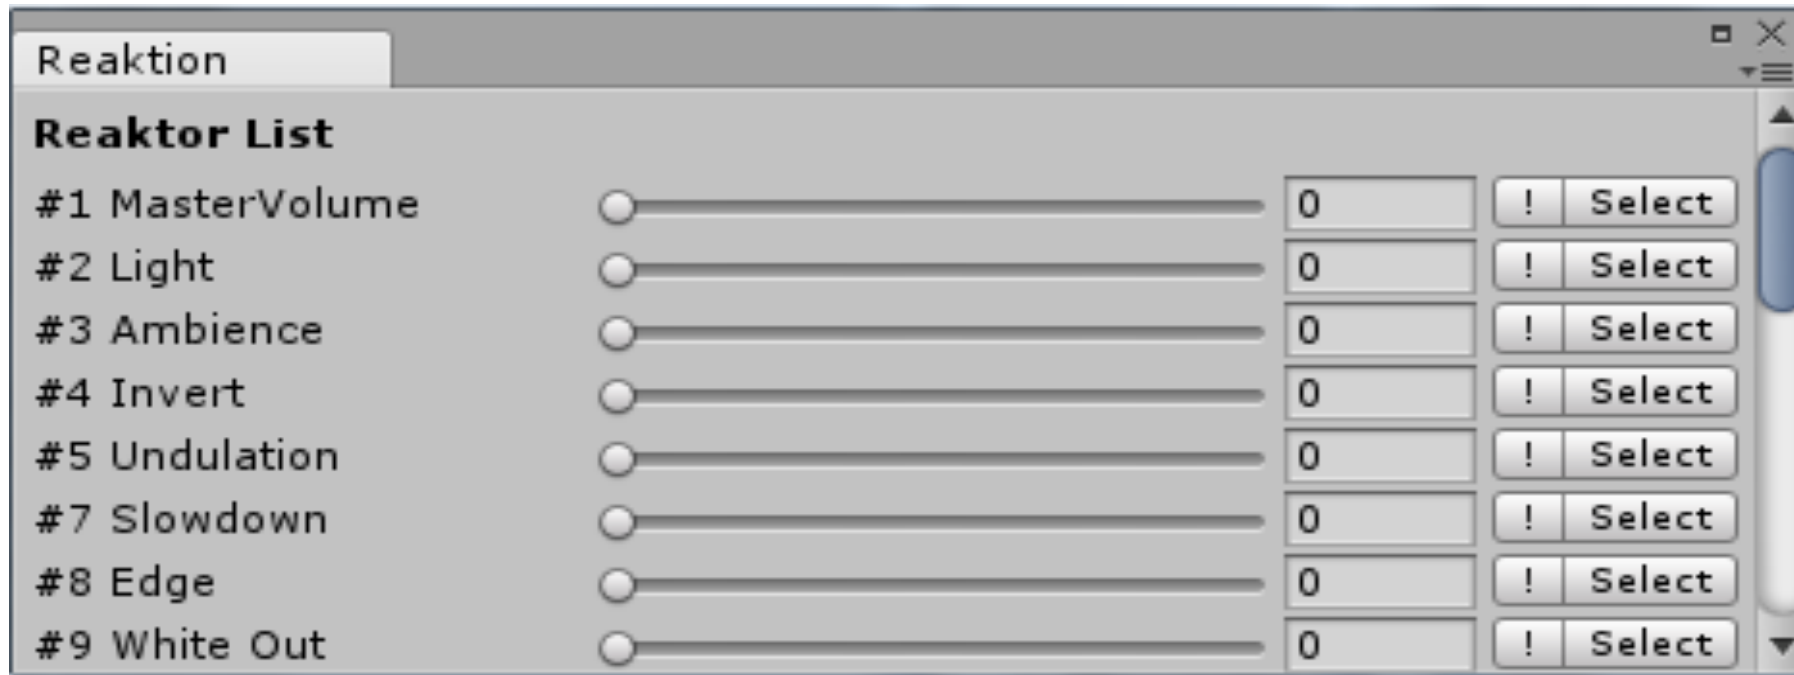 Reaktion
Reaktor List
#1 MasterVolume 0 ! Select
#2 Light 0 ! Select
#3 Ambience 0 ! Select
#4 Invert 0 ! Select
#5 Undulation 0 ! Select
#7 Slowdown 0 ! Select
#8 Edge 0 ! Select
#9 White Out 0 ! Select